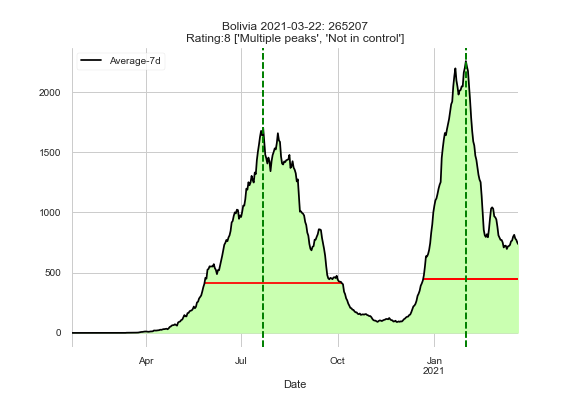 Bolivia 2021-03-22: 265207
Rating:8 ['Multiple peaks', 'Not in control']
Average-7d
2000
1500
1000
500
0
Apr
Jul
Oct
Jan
2021
Date